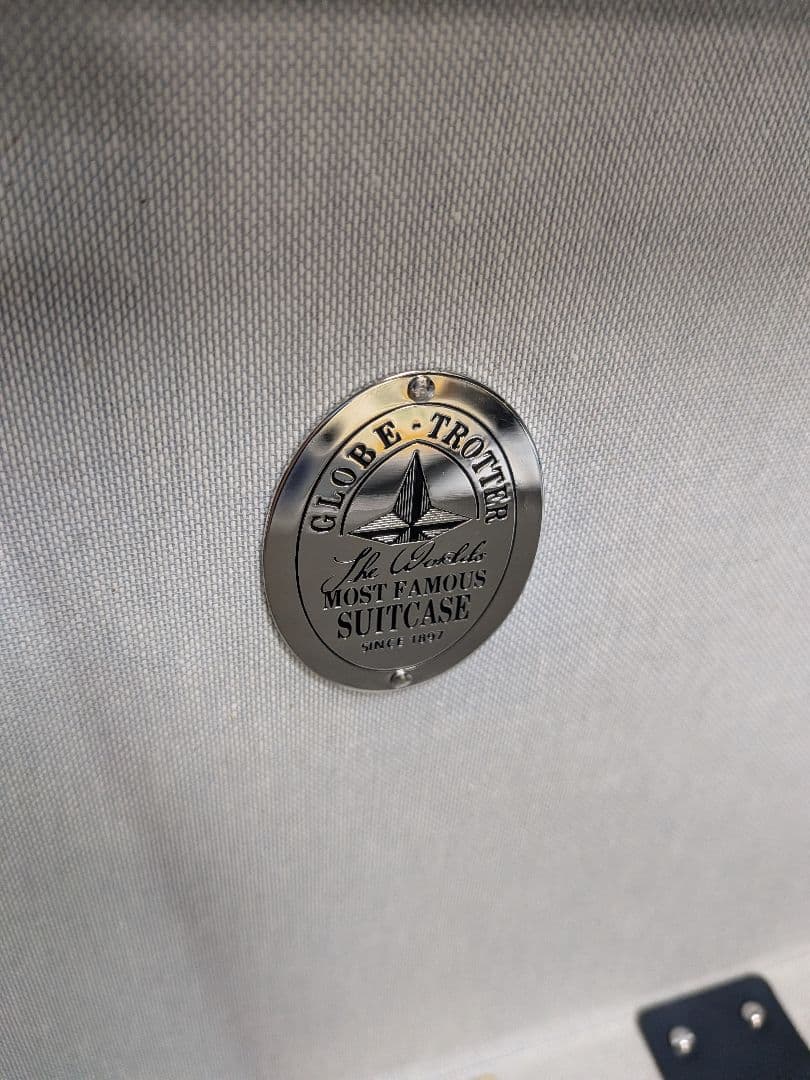 GLOBE-TROTTER
The World's
MOST FAMOUS
SUITCASE
SINCE 1897